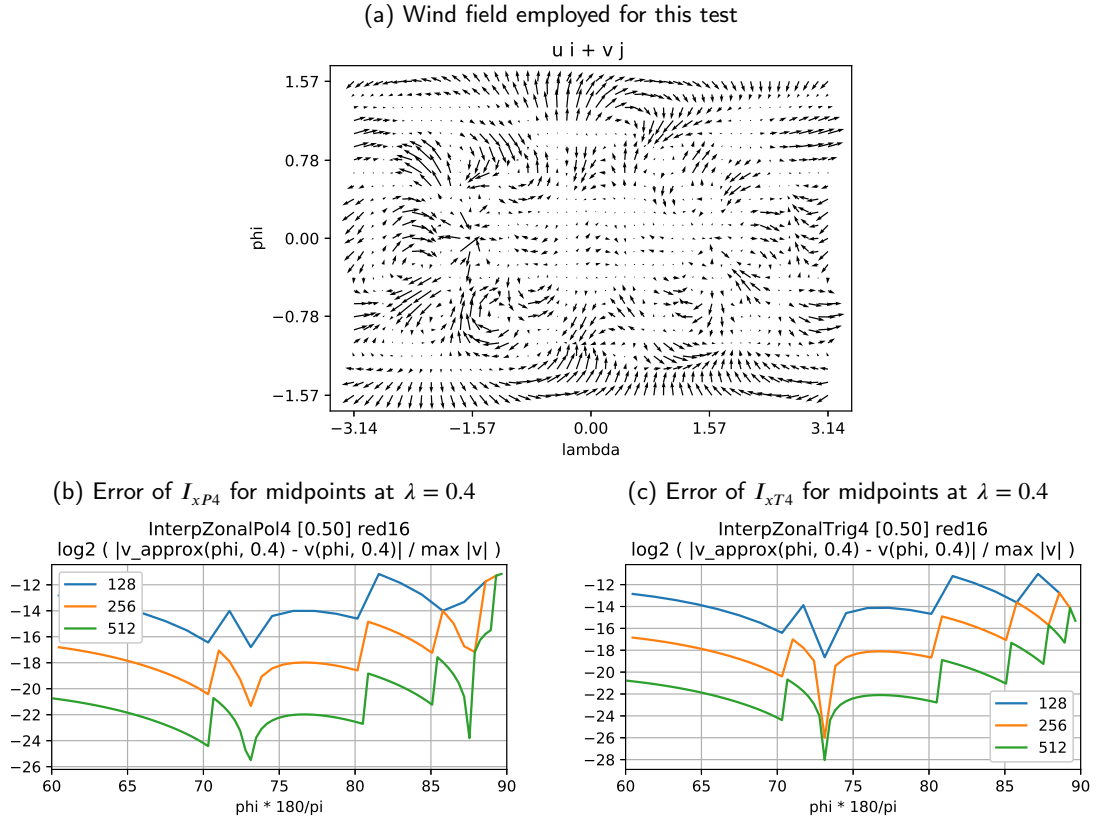 (a) Wind field employed for this test
u i + v j
1.57
0.78
0.00
−0.78
−1.57
phi
−3.14 −1.57 0.00 1.57 3.14
lambda
(b) Error of IxP4 for midpoints at λ = 0.4
InterpZonalPol4 [0.50] red16
log2 ( |v_approx(phi, 0.4) - v(phi, 0.4)| / max |v| )
128
256
512
−12
−14
−16
−18
−20
−22
−24
−26
60 65 70 75 80 85 90
phi * 180/pi
(c) Error of IxT4 for midpoints at λ = 0.4
InterpZonalTrig4 [0.50] red16
log2 ( |v_approx(phi, 0.4) - v(phi, 0.4)| / max |v| )
−12
−14
−16
−18
−20
−22
−24
−26
−28
128
256
512
60 65 70 75 80 85 90
phi * 180/pi